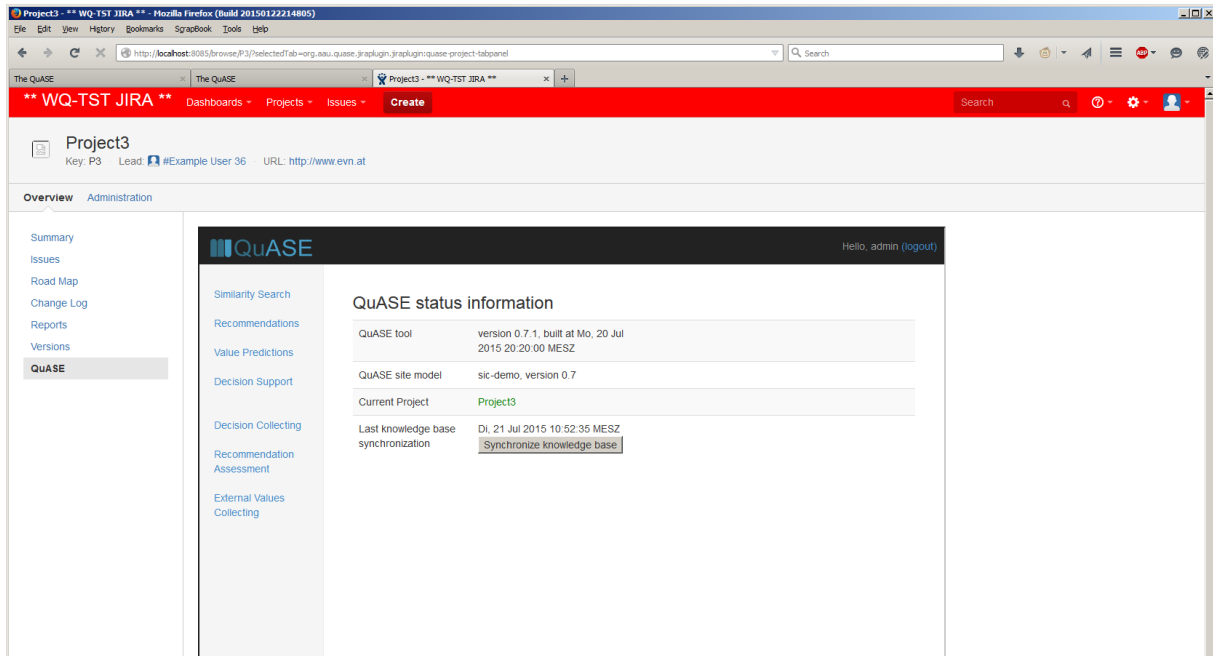 Project3 - ** WQ-TST JIRA ** - Mozilla Firefox (Build 20150122214805)
File Edit View History Bookmarks ScrapBook Tools Help
http://localhost:8085/browse/P3/?selectedTab=org.aau.quase.jiraplugin.jiraplugin:quase-project-tabpanel
Search
ABP
The QuASE
The QuASE
Project3 - ** WQ-TST JIRA **
** WQ-TST JIRA ** Dashboards Projects Issues Create Search
Project3
Key: P3 Lead: #Example User 36 URL: http://www.evn.at
Overview Administration
Summary
Issues
Road Map
Change Log
Reports
Versions
QuASE
QuASE Hello, admin (logout)
Similarity Search
Recommendations
Value Predictions
Decision Support
Decision Collecting
Recommendation
Assessment
External Values
Collecting
QuASE status information
QuASE tool version 0.7.1, built at Mo, 20 Jul
2015 20:20:00 MESZ
QuASE site model sic-demo, version 0.7
Current Project Project3
Last knowledge base Di, 21 Jul 2015 10:52:35 MESZ
synchronization Synchronize knowledge base